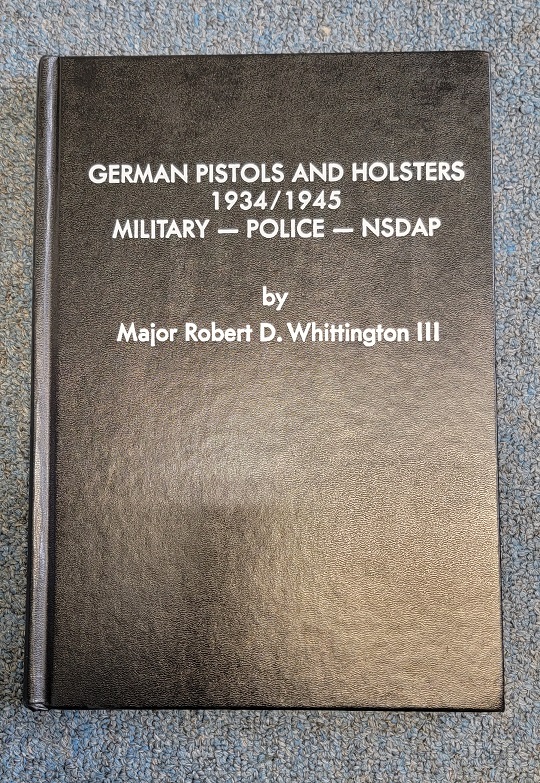 GERMAN PISTOLS AND HOLSTERS
1934/1945
MILITARY — POLICE — NSDAP
by
Major Robert D. Whittington III